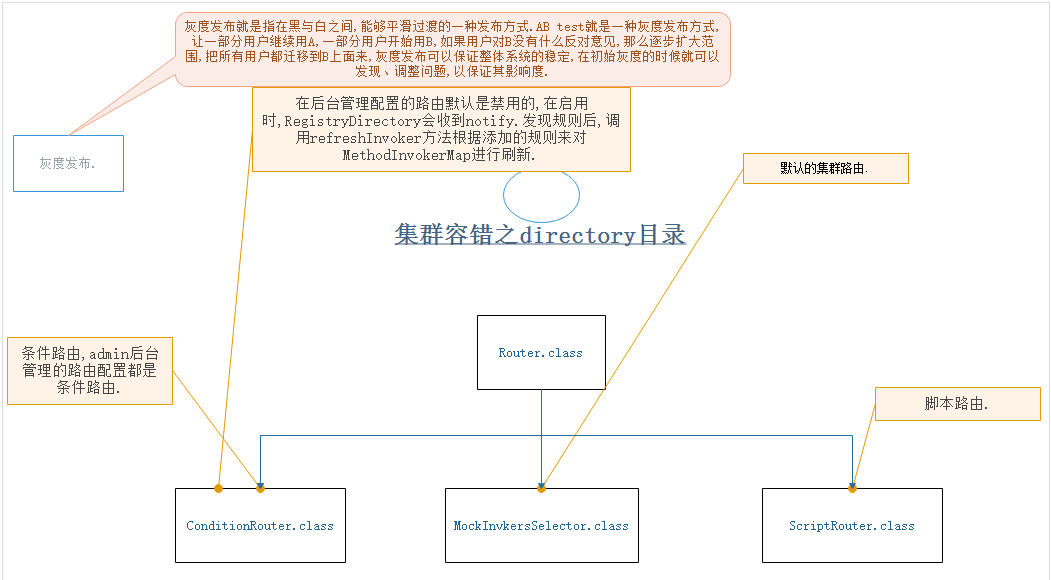 灰度发布就是指在黑与白之间,能够平滑过渡的一种发布方式.AB test就是一种灰度发布方式,
让一部分用户继续用A,一部分用户开始用B,如果用户对B没有什么反对意见,那么逐步扩大范
围,把所有用户都迁移到B上面来,灰度发布可以保证整体系统的稳定,在初始灰度的时候就可以
发现、调整问题,以保证其影响度.
在后台管理配置的路由默认是禁用的,在启用
时,RegistryDirectory会收到notify.发现规则后,调
用refreshInvoker方法根据添加的规则来对
MethodInvokerMap进行刷新.
灰度发布.
默认的集群路由.
集群容错之directory目录
Router.class
条件路由,admin后台
管理的路由配置都是
条件路由.
脚本路由.
ConditionRouter.class
MockInvkersSelector.class
ScriptRouter.class